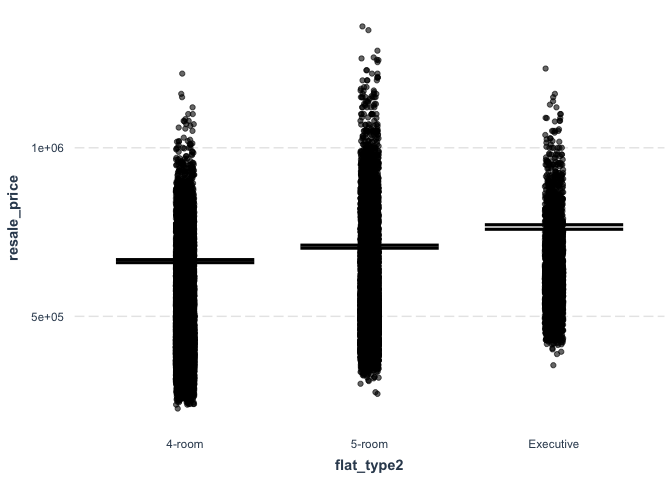 1e+06
5e+05
resale_price
4-room
5-room
Executive
flat_type2